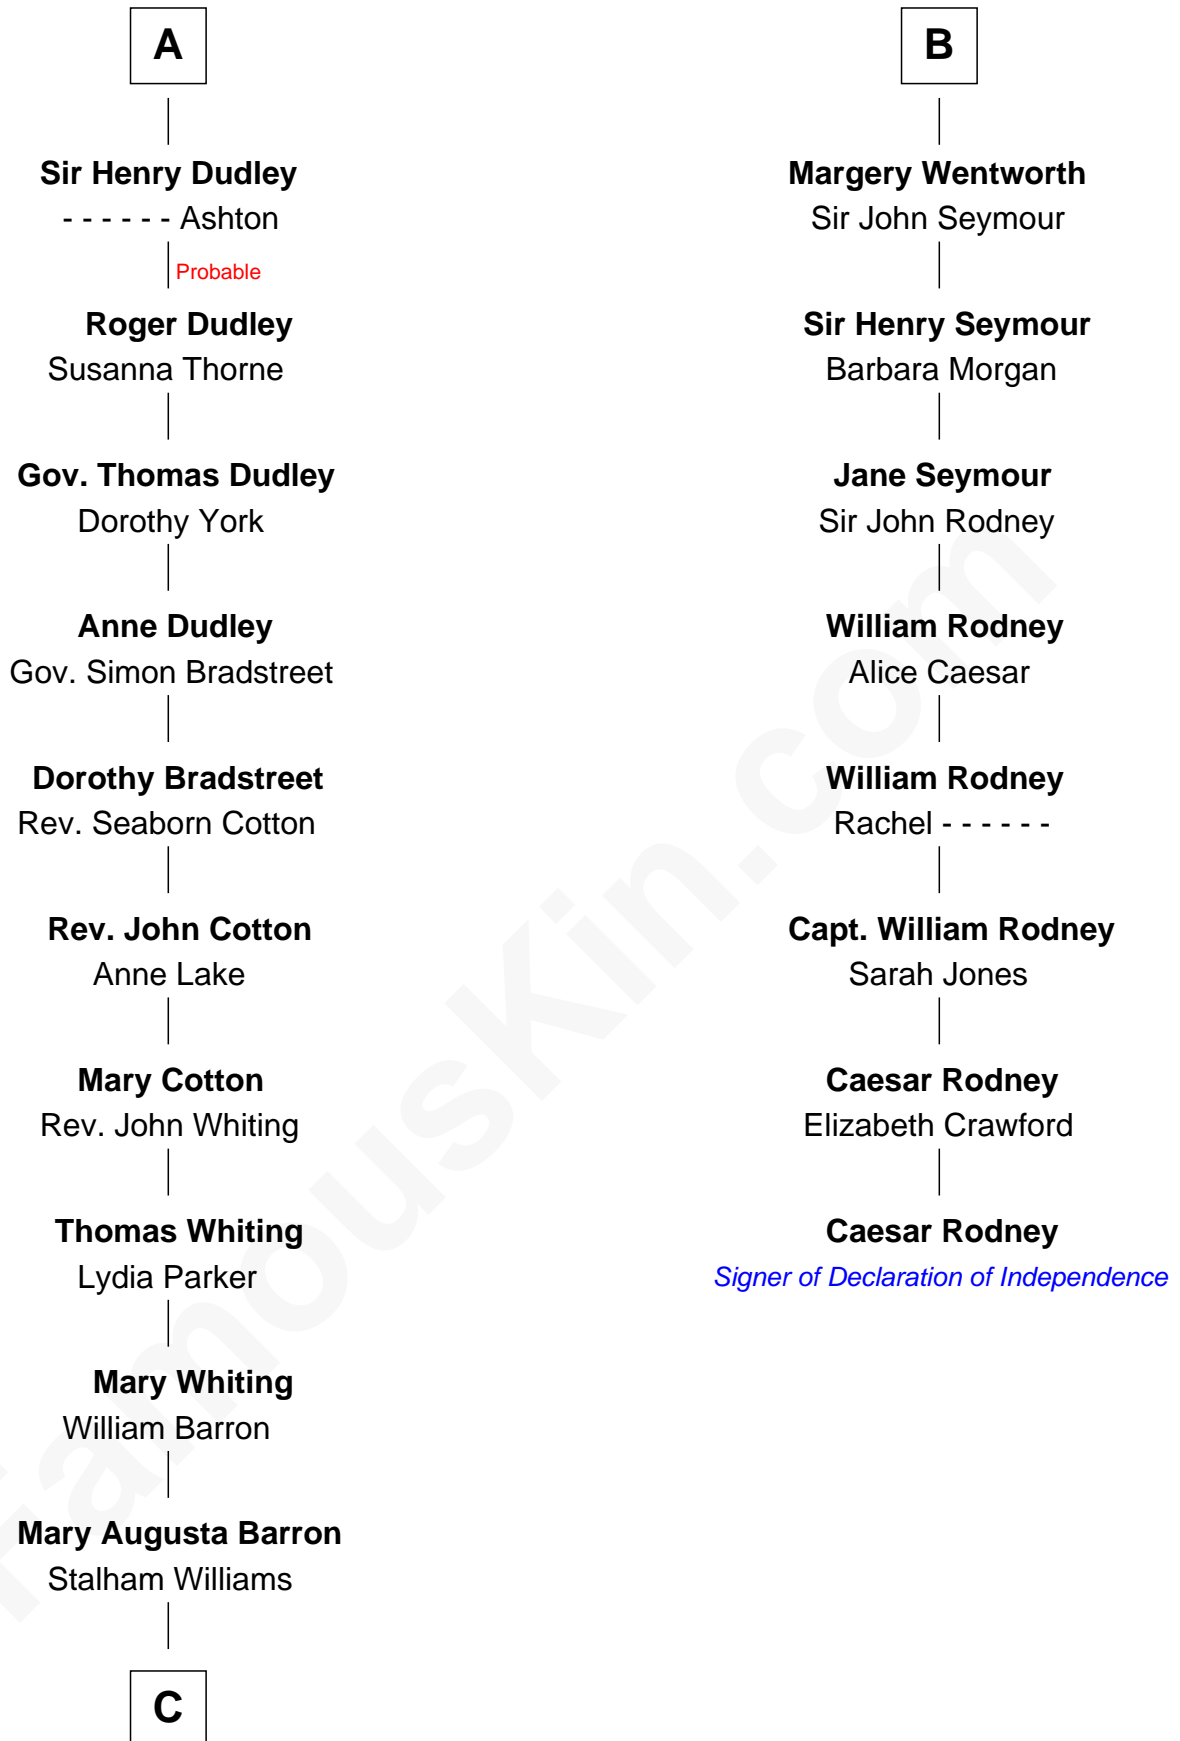 A
Sir Henry Dudley
- - - - - - Ashton
Probable
Roger Dudley
Susanna Thorne
Gov. Thomas Dudley
Dorothy York
Anne Dudley
Gov. Simon Bradstreet
Dorothy Bradstreet
Rev. Seaborn Cotton
Rev. John Cotton
Anne Lake
Mary Cotton
Rev. John Whiting
Thomas Whiting
Lydia Parker
Mary Whiting
William Barron
Mary Augusta Barron
Stalham Williams
C
B
Margery Wentworth
Sir John Seymour
Sir Henry Seymour
Barbara Morgan
Jane Seymour
Sir John Rodney
William Rodney
Alice Caesar
William Rodney
Rachel - - - - - -
Capt. William Rodney
Sarah Jones
Caesar Rodney
Elizabeth Crawford
Caesar Rodney
Signer of Declaration of Independence
FamousKin.com